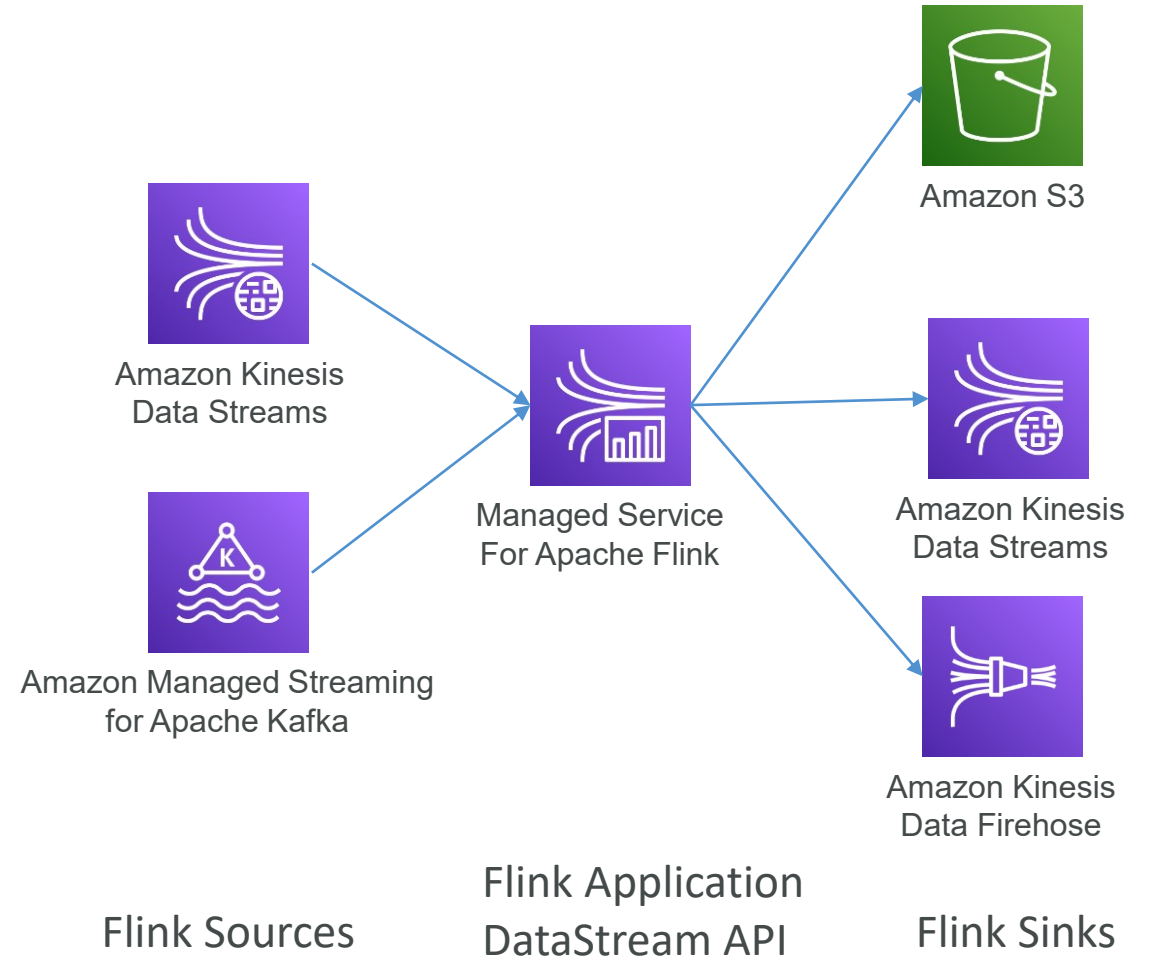 Amazon S3
Amazon Kinesis
Data Streams
K
Amazon Managed Streaming
for Apache Kafka
Managed Service
For Apache Flink
Amazon Kinesis
Data Streams
Amazon Kinesis
Data Firehose
Flink Sources
Flink Application
DataStream API
Flink Sinks